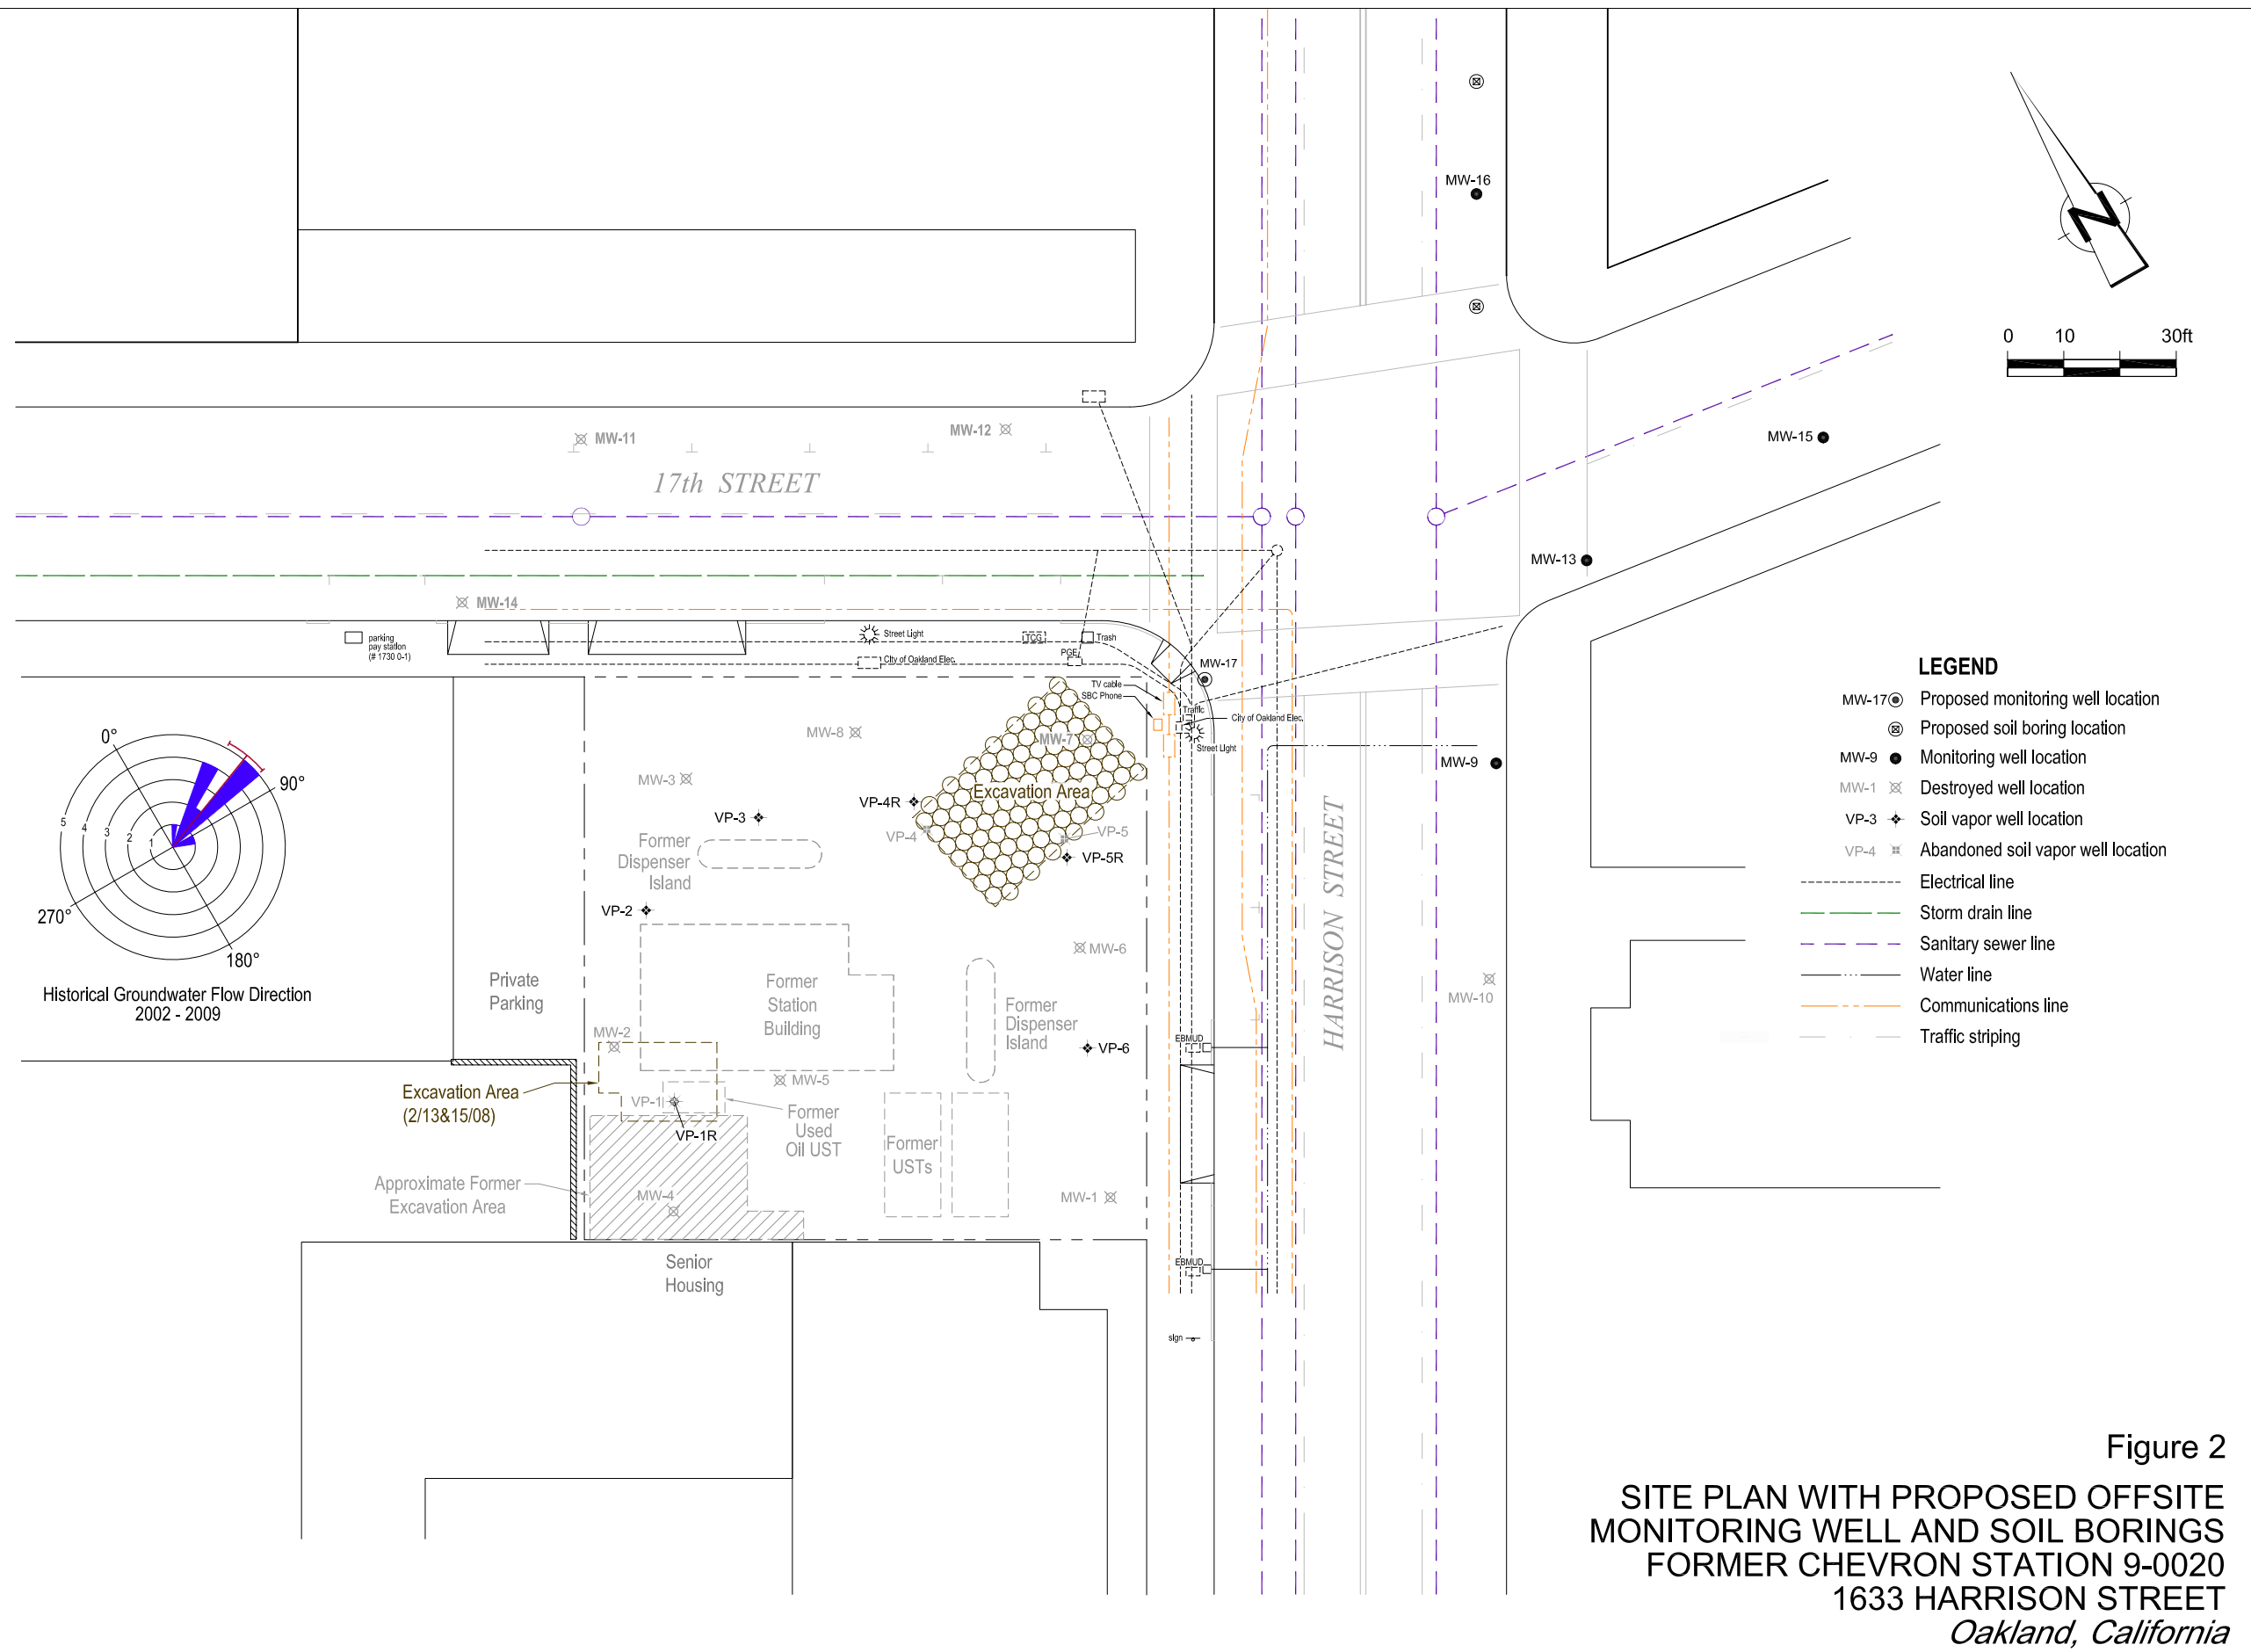 MW-16
N
0 10 30ft
MW-11
MW-12
17th STREET
MW-15
MW-13
MW-14
parking
pay station
(# 1730 0-1)
Street Light
TCG
Trash
City of Oakland Elec.
PGE
MW-17
TV cable
SBC Phone
Traffic
City of Oakland Elec.
Street Light
MW-8
MW-7
MW-9
MW-3
Excavation Area
VP-4R
VP-3
VP-4
VP-5
VP-5R
Former
Dispenser
Island
VP-2
HARRISON STREET
MW-6
MW-10
0°
90°
180°
270°
5
4
3
2
1
Historical Groundwater Flow Direction
2002 - 2009
Private
Parking
Former
Station
Building
Former
Dispenser
Island
MW-2
EBMUD
VP-6
MW-5
Excavation Area
(2/13&15/08)
VP-1
VP-1R
Former
Used
Oil UST
Former
USTs
Approximate Former
Excavation Area
MW-4
MW-1
Senior
Housing
EBMUD
sign
LEGEND
MW-17 Proposed monitoring well location
Proposed soil boring location
MW-9 Monitoring well location
MW-1 Destroyed well location
VP-3 Soil vapor well location
VP-4 Abandoned soil vapor well location
Electrical line
Storm drain line
Sanitary sewer line
Water line
Communications line
Traffic striping
Figure 2
SITE PLAN WITH PROPOSED OFFSITE
MONITORING WELL AND SOIL BORINGS
FORMER CHEVRON STATION 9-0020
1633 HARRISON STREET
Oakland, California